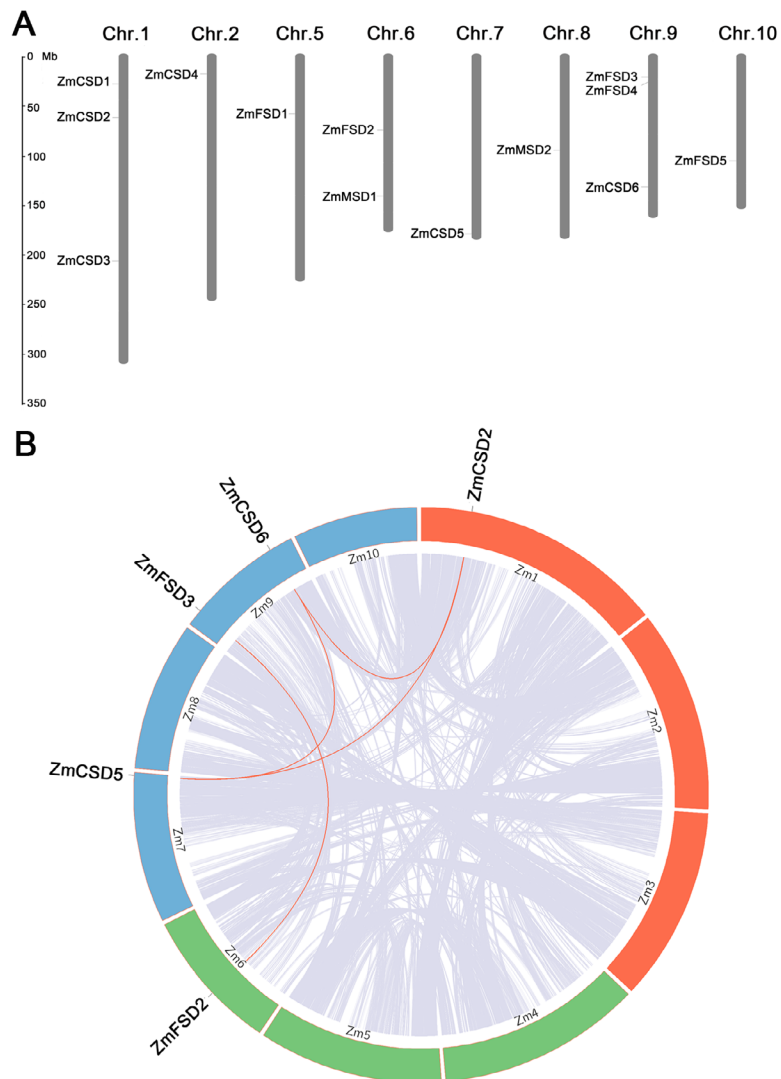 A
Chr.1 Chr.2 Chr.5 Chr.6 Chr.7 Chr.8 Chr.9 Chr.10
0 Mb
50
100
150
200
250
300
350
ZmCSD1
ZmCSD2
ZmCSD3
ZmCSD4
ZmFSD1
ZmFSD2
ZmMSD1
ZmCSD5
ZmMSD2
ZmFSD3
ZmFSD4
ZmCSD6
ZmFSD5
B
ZmCSD2
ZmCSD6
ZmFSD3
ZmCSD5
ZmFSD2
Zm1
Zm2
Zm3
Zm4
Zm5
Zm6
Zm7
Zm8
Zm9
Zm10